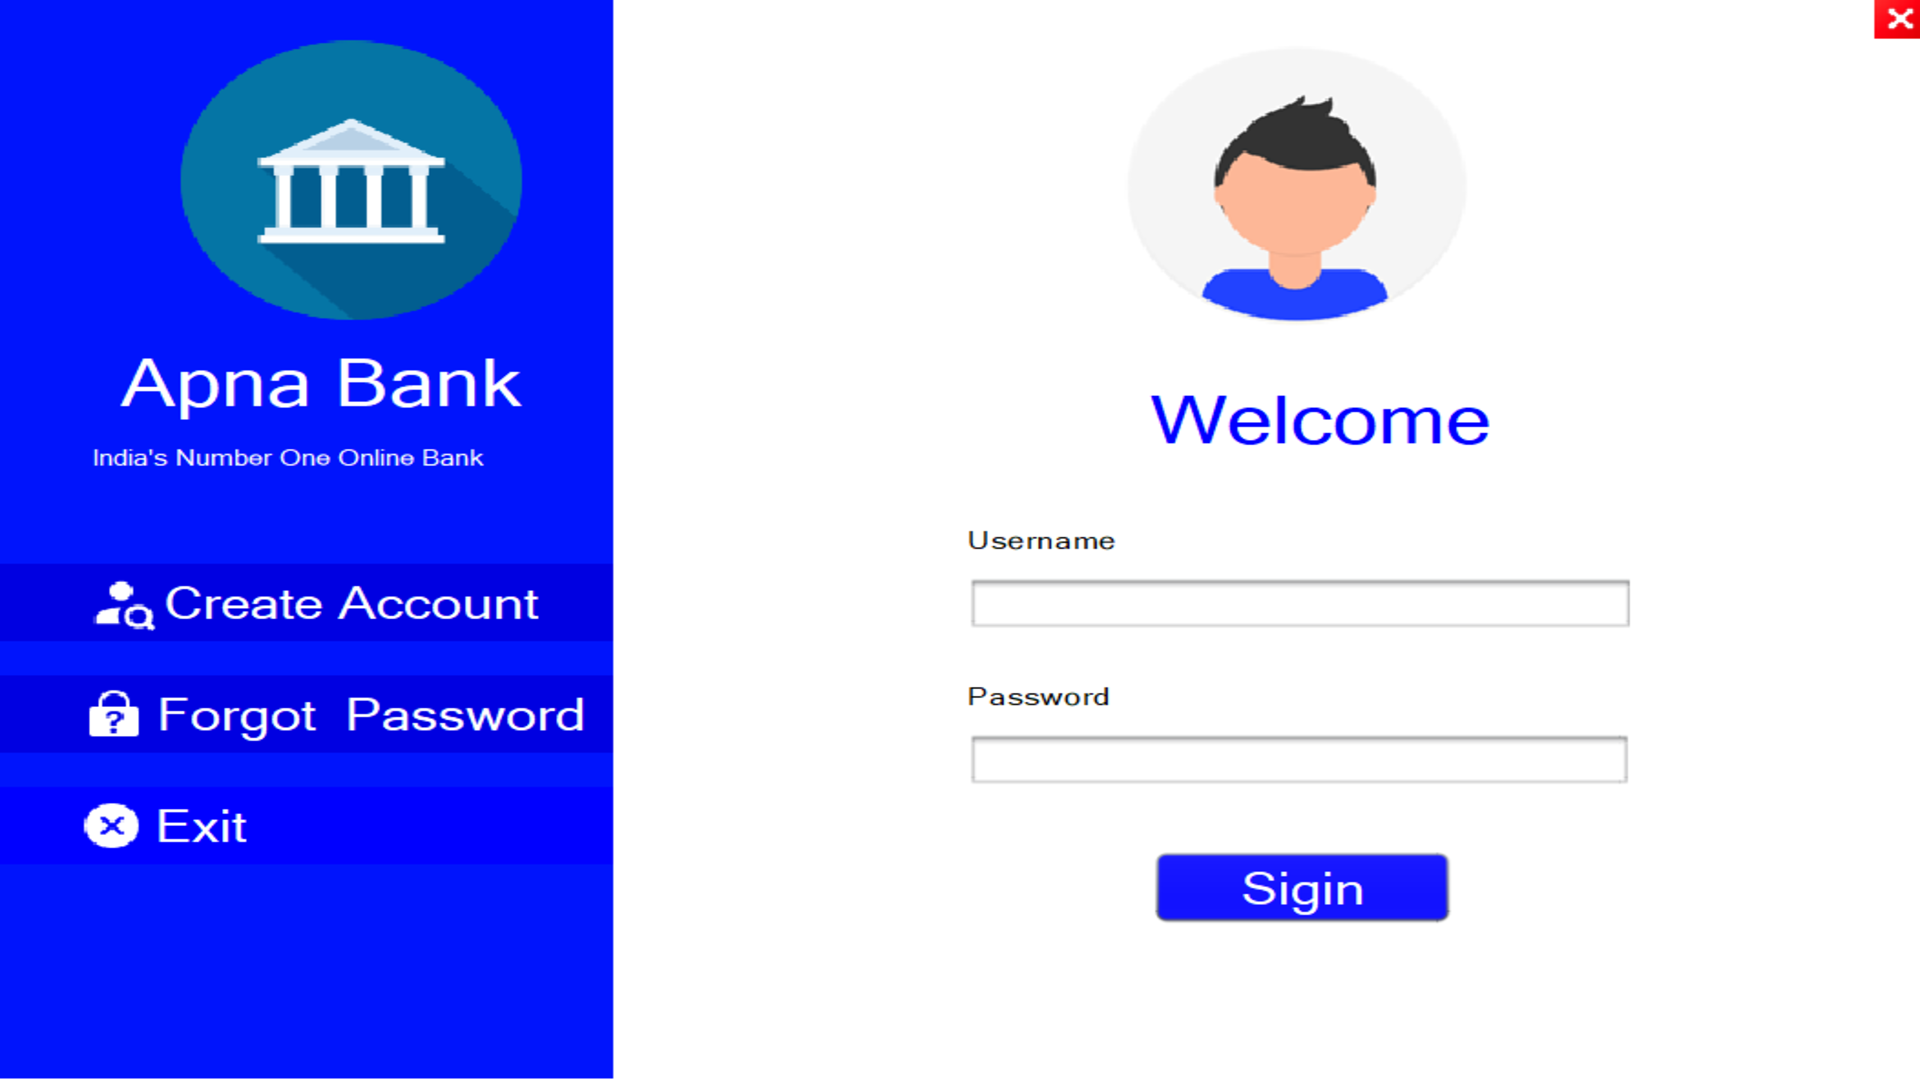 Apna Bank
India's Number One Online Bank
Create Account
Forgot Password
Exit
Welcome
Username
Password
Sigin